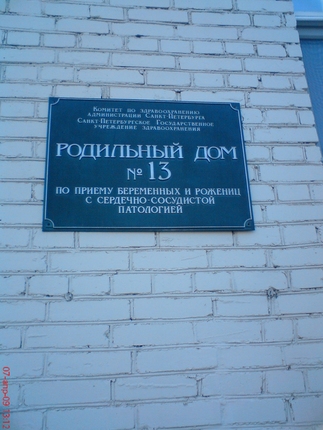 Комитет по здравоохранению
администрации Санкт-Петербурга
Санкт-Петербургское Государственное
учреждение здравоохранения
РОДИЛЬНЫЙ ДОМ
№ 13
ПО ПРИЕМУ БЕРЕМЕННЫХ И РОЖЕНИЦ
С СЕРДЕЧНО-СОСУДИСТОЙ
ПАТОЛОГИЕЙ